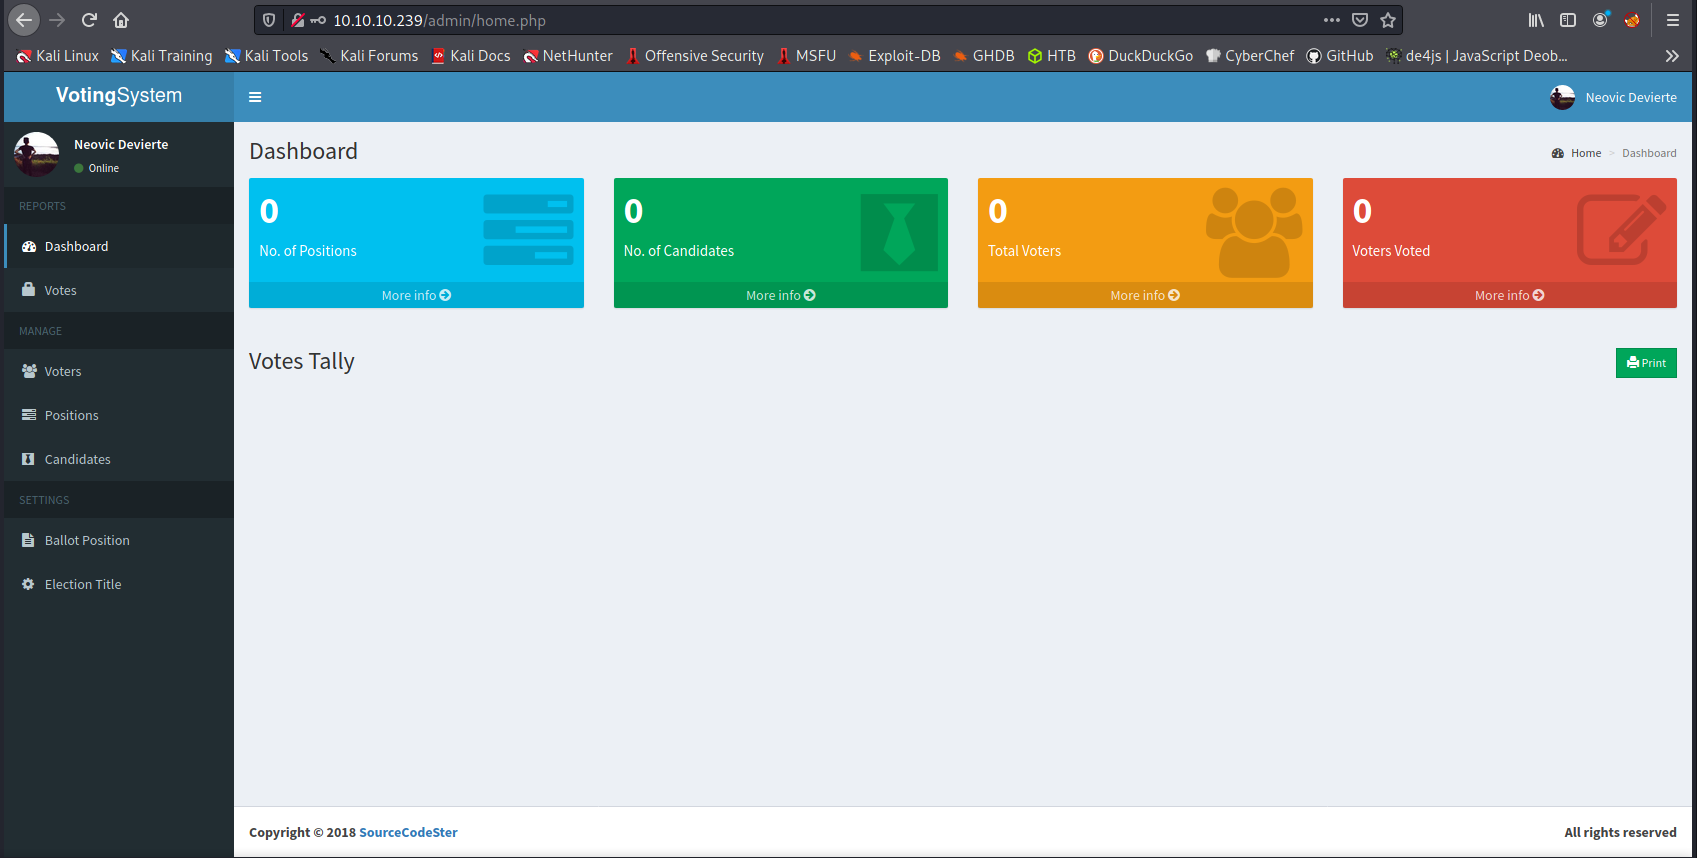 10.10.10.239/admin/home.php
Kali Linux Kali Training Kali Tools Kali Forums Kali Docs NetHunter Offensive Security MSFU Exploit-DB GHDB HTB DuckDuckGo CyberChef GitHub de4js | JavaScript Deob...
VotingSystem
Neovic Devierte
Neovic Devierte
Online
REPORTS
Dashboard
Votes
MANAGE
Voters
Positions
Candidates
SETTINGS
Ballot Position
Election Title
Dashboard
Home > Dashboard
0
No. of Positions
More info
0
No. of Candidates
More info
0
Total Voters
More info
0
Voters Voted
More info
Votes Tally
Print
Copyright © 2018 SourceCodeSter
All rights reserved